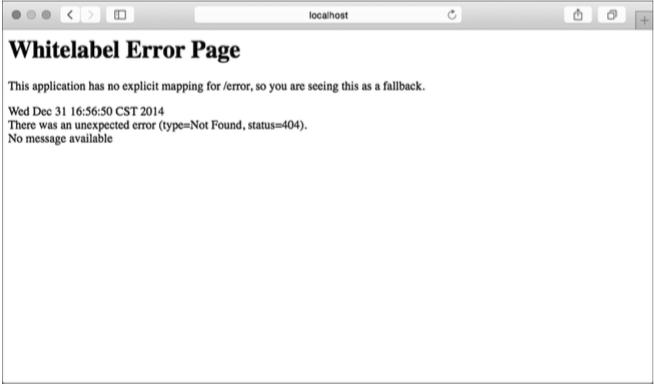 localhost
Whitelabel Error Page
This application has no explicit mapping for /error, so you are seeing this as a fallback.
Wed Dec 31 16:56:50 CST 2014
There was an unexpected error (type=Not Found, status=404).
No message available